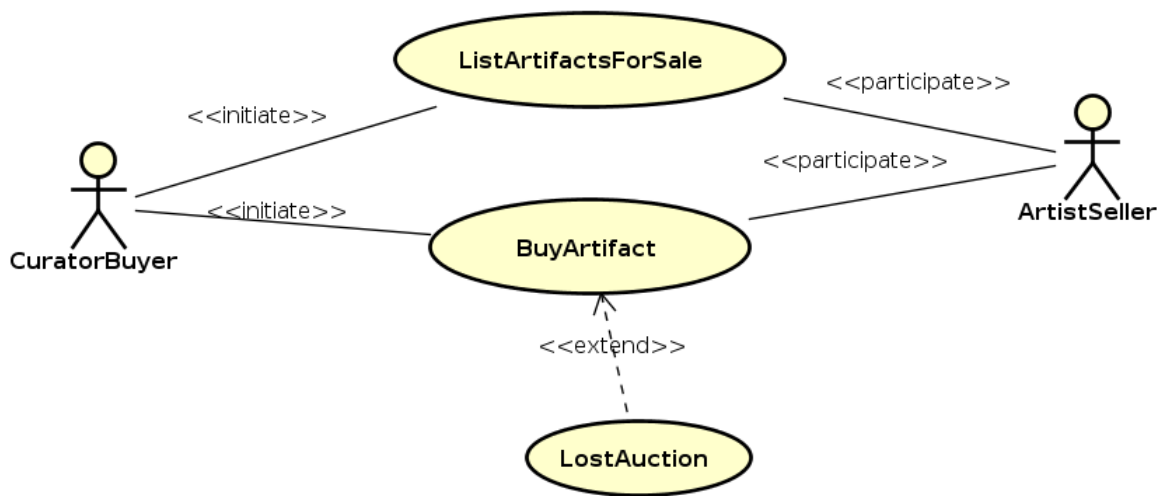 ListArtifactsForSale
<<participate>>
<<initiate>>
<<participate>>
<<initiate>>
ArtistSeller
BuyArtifact
CuratorBuyer
<<extend>>
LostAuction